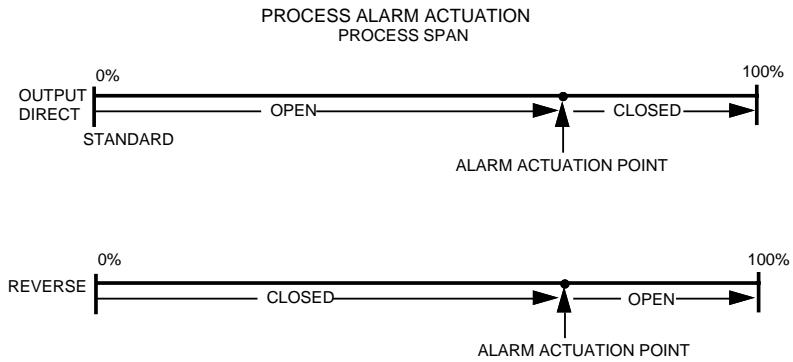 PROCESS ALARM ACTUATION
PROCESS SPAN
0%
100%
OUTPUT
DIRECT
OPEN
CLOSED
STANDARD
ALARM ACTUATION POINT
0%
100%
REVERSE
CLOSED
OPEN
ALARM ACTUATION POINT